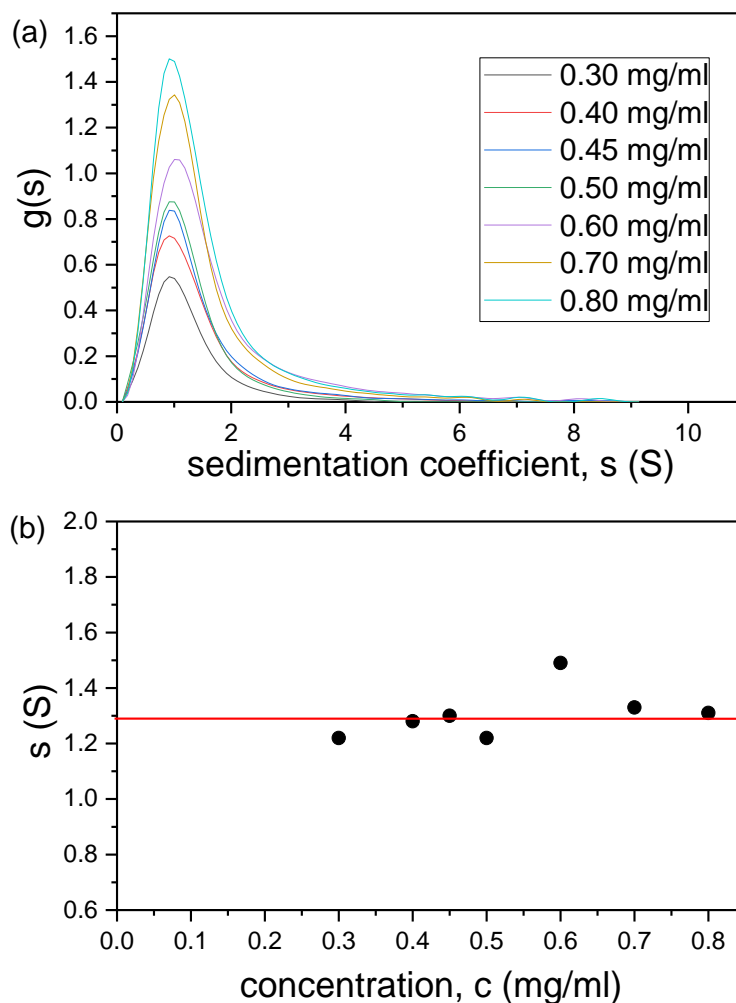 (a)
1.6
1.4
1.2
1.0
0.8
0.6
0.4
0.2
0.0
g(s)
0.30 mg/ml
0.40 mg/ml
0.45 mg/ml
0.50 mg/ml
0.60 mg/ml
0.70 mg/ml
0.80 mg/ml
0 2 4 6 8 10
sedimentation coefficient, s (S)
(b)
2.0
1.8
1.6
1.4
1.2
1.0
0.8
0.6
s (S)
0.0 0.1 0.2 0.3 0.4 0.5 0.6 0.7 0.8
concentration, c (mg/ml)